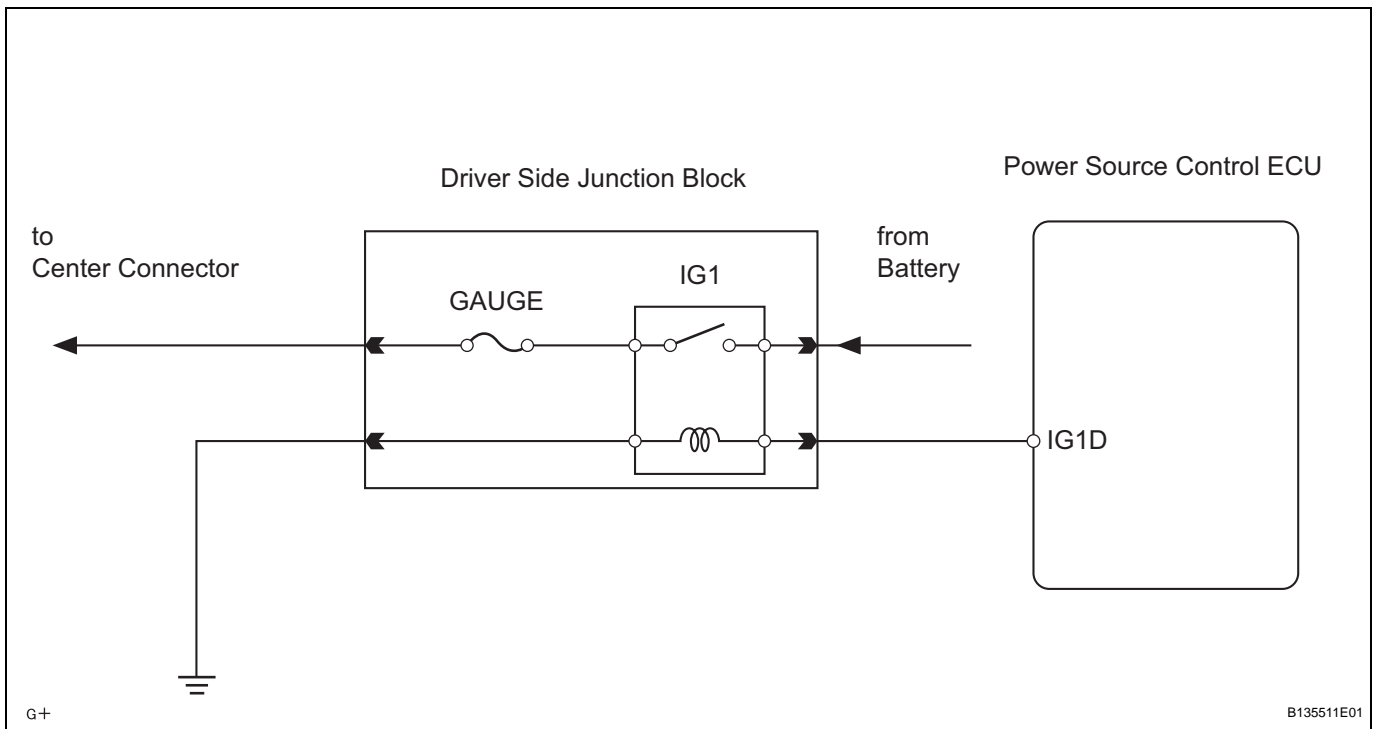 Driver Side Junction Block
Power Source Control ECU
to
Center Connector
from
Battery
GAUGE
IG1
IG1D
G+
B135511E01